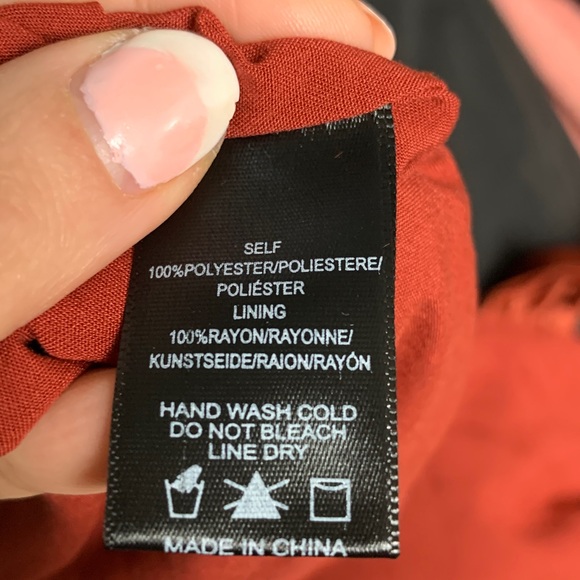 SELF
100%POLYESTER/POLIESTERE/
POLIÉSTER
LINING
100%RAYON/RAYONNE/
KUNSTSEIDE/RAION/RAYÓN
HAND WASH COLD
DO NOT BLEACH
LINE DRY
MADE IN CHINA